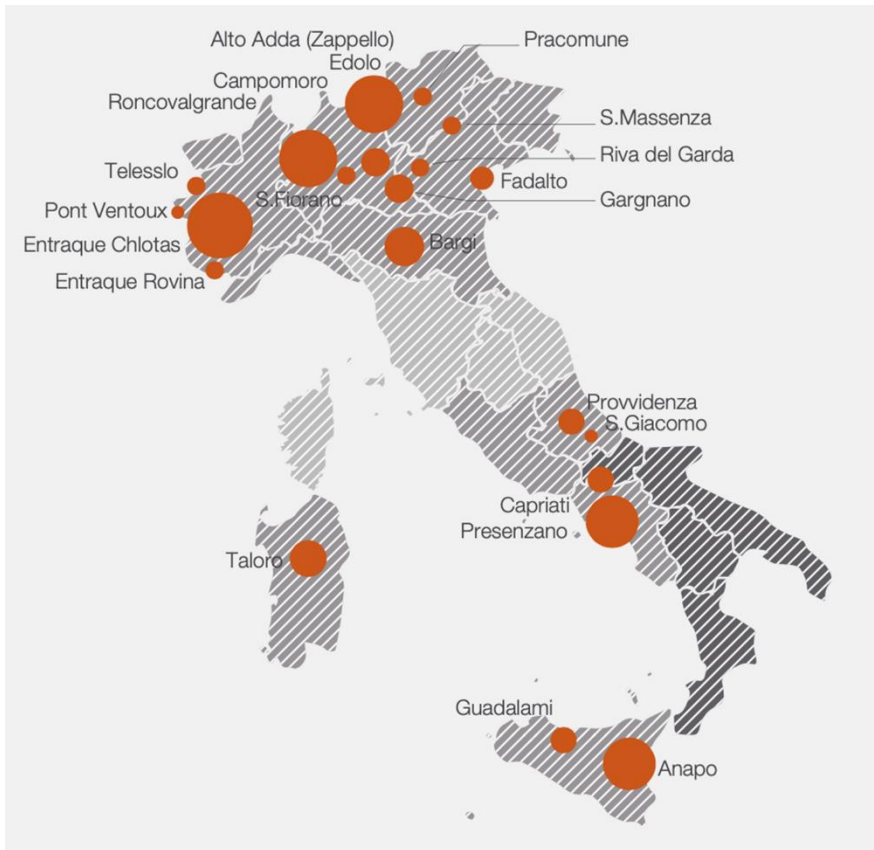 Alto Adda (Zappello)
Pracomune
Edolo
Campomoro
Roncovalgrande
S.Massenza
Riva del Garda
Telesslo
Fadalto
S.Fiorano
Gargnano
Pont Ventoux
Entraque Chlotas
Bargi
Entraque Rovina
Provvidenza
S.Giacomo
Capriati
Presenzano
Taloro
Guadalami
Anapo